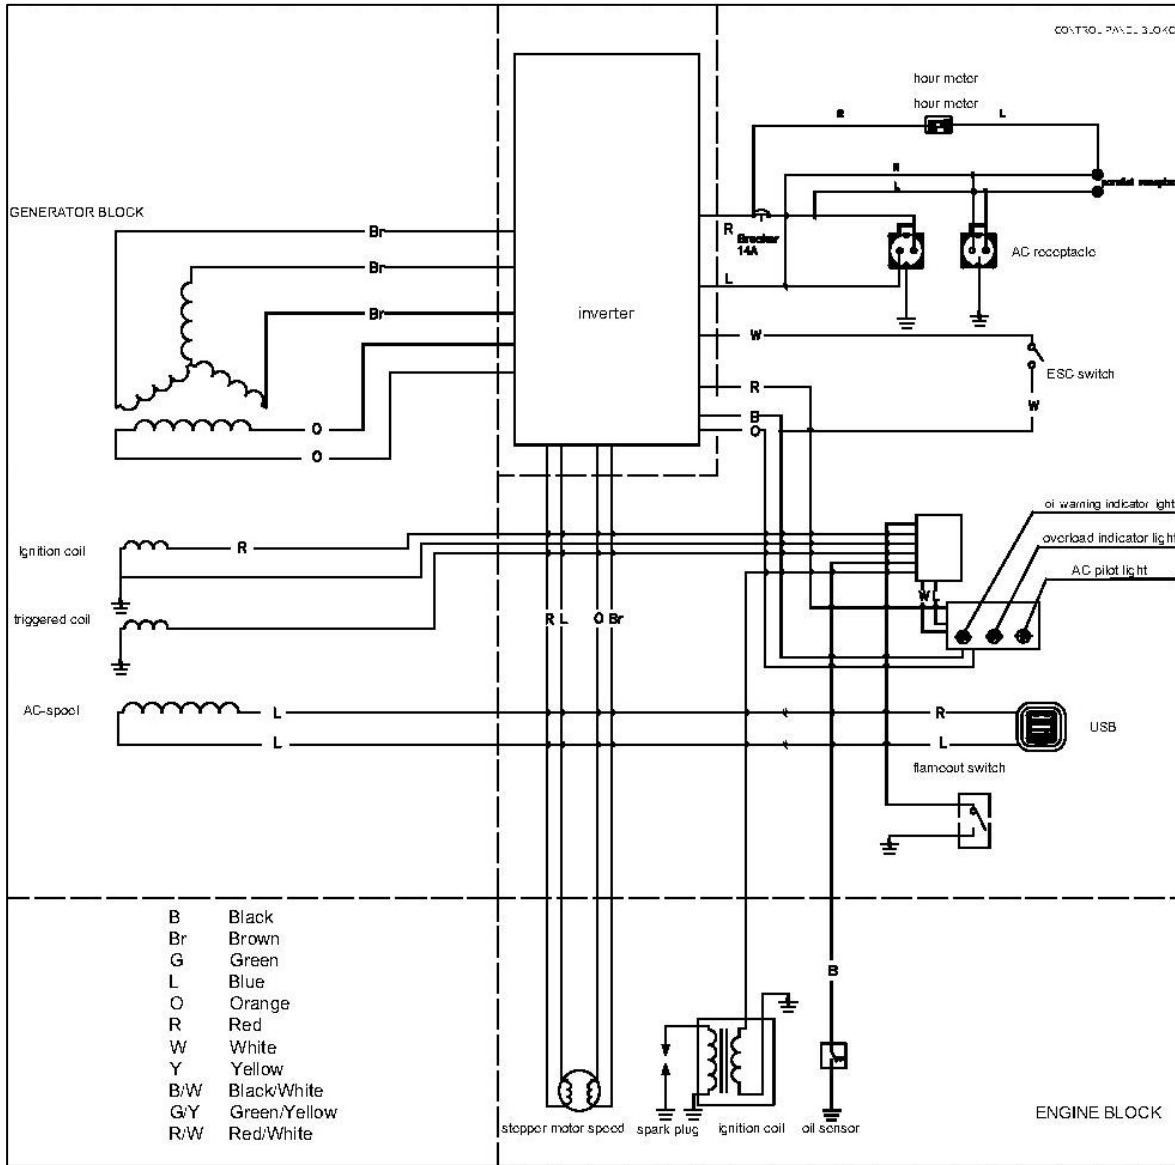 hour meter
hour meter
R
L
R
L
GENERATOR BLOCK
Br
R
Breaker
14A
AC receptacle
Br
L
Br
inverter
W
ESC switch
R
W
B
O
O
O
oi warning indicator ight
overload indicator light
Ignition coil
R
AC pilot light
W L
triggered coil
R L
O Br
AC-spool
L
R
USB
L
L
flameout switch
B Black
Br Brown
G Green
L Blue
O Orange
R Red
W White
Y Yellow
B/W Black/White
G/Y Green/Yellow
R/W Red/White
B
ENGINE BLOCK
stepper motor speed
spark plug
ignition coil
oil sensor